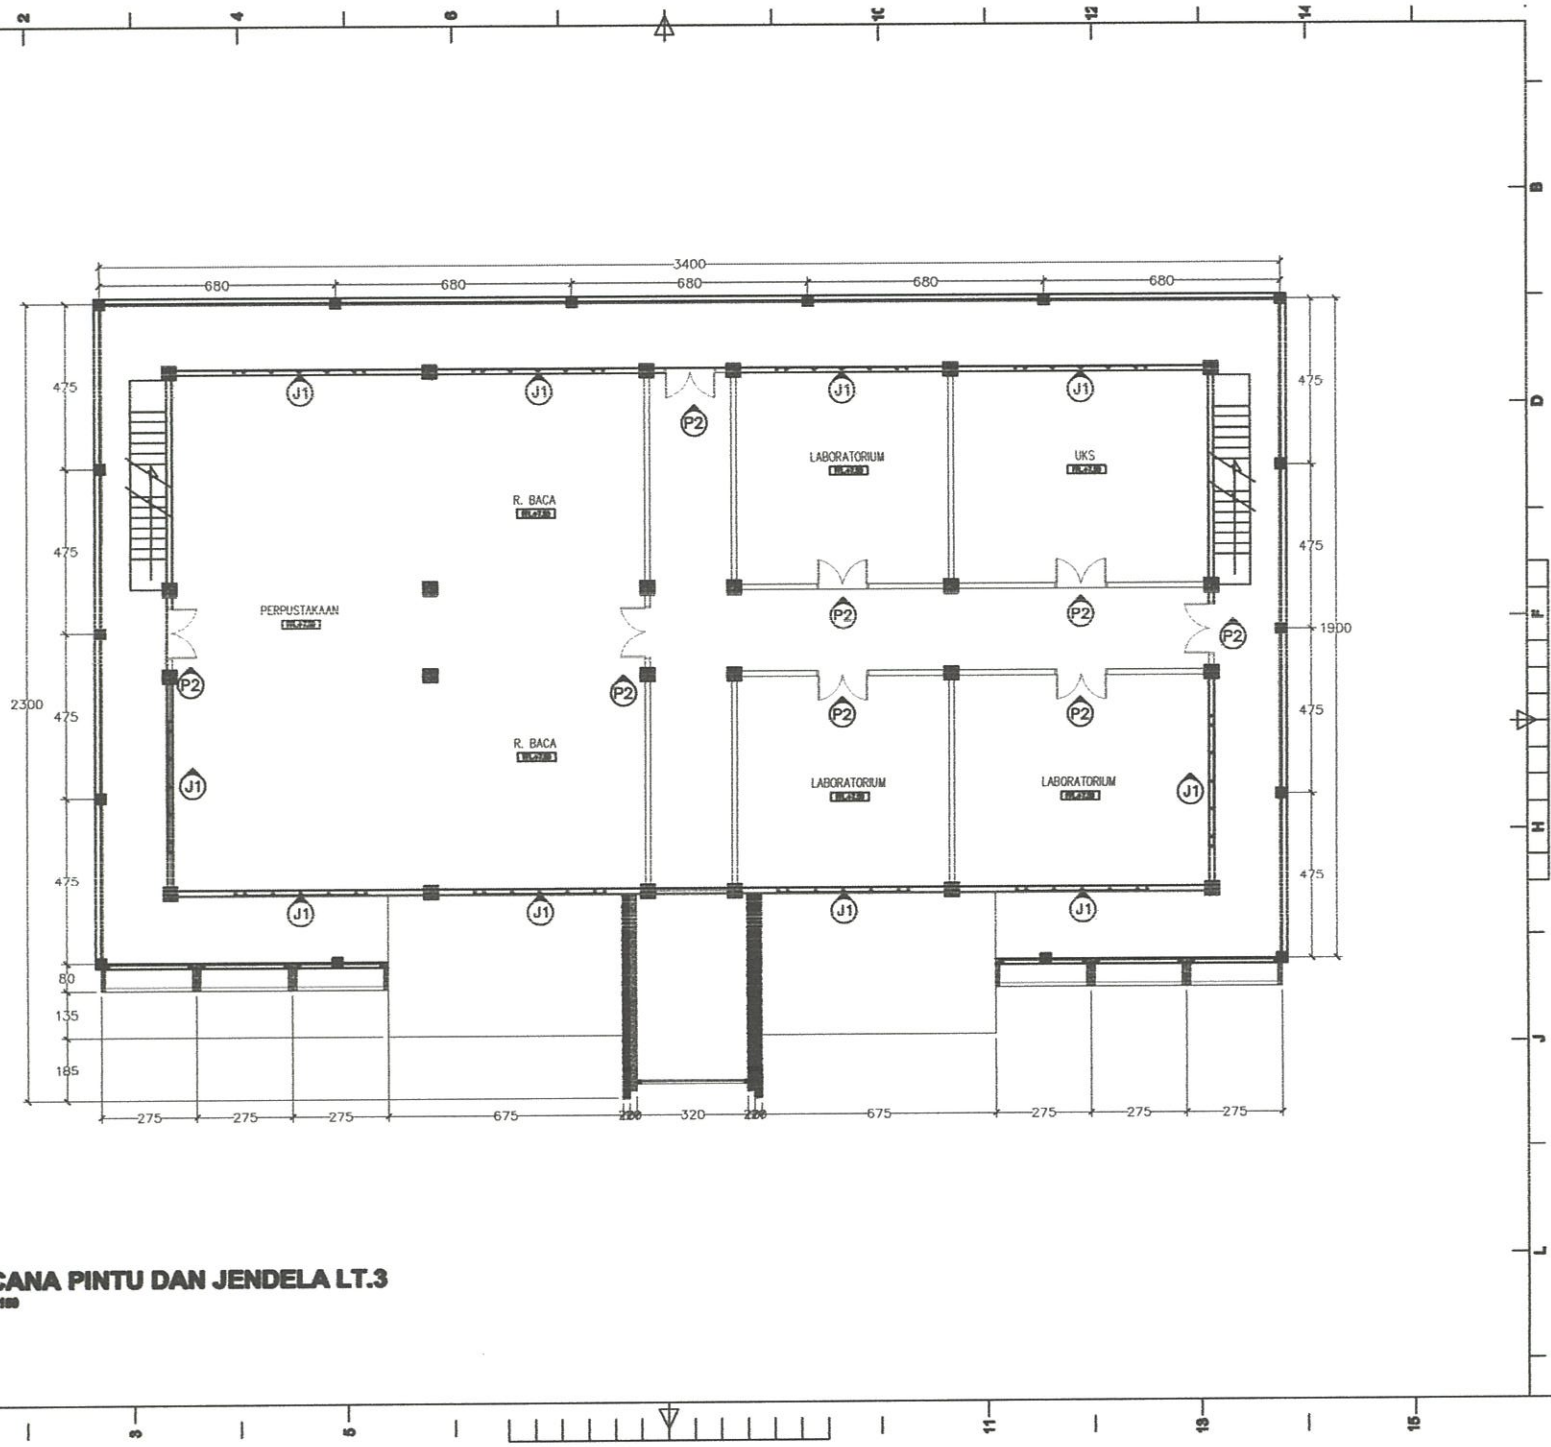 2 4 6 10 12 14
B
3400
680 680 680 680 680
475 475
J1 J1 J1 J1
P2
D
LABORATORIUM UKS
R. BACA
475 475
PERPUSTAKAAN
P2 P2
F
P2
1900
P2 P2 P2 P2
2300 475 475
R. BACA
LABORATORIUM LABORATORIUM
J1 J1
H
475 475
J1 J1 J1 J1
80
135
J
185
275 275 275 675 320 675 275 275 275
L
CANA PINTU DAN JENDELA LT.3
3 5 11 13 15